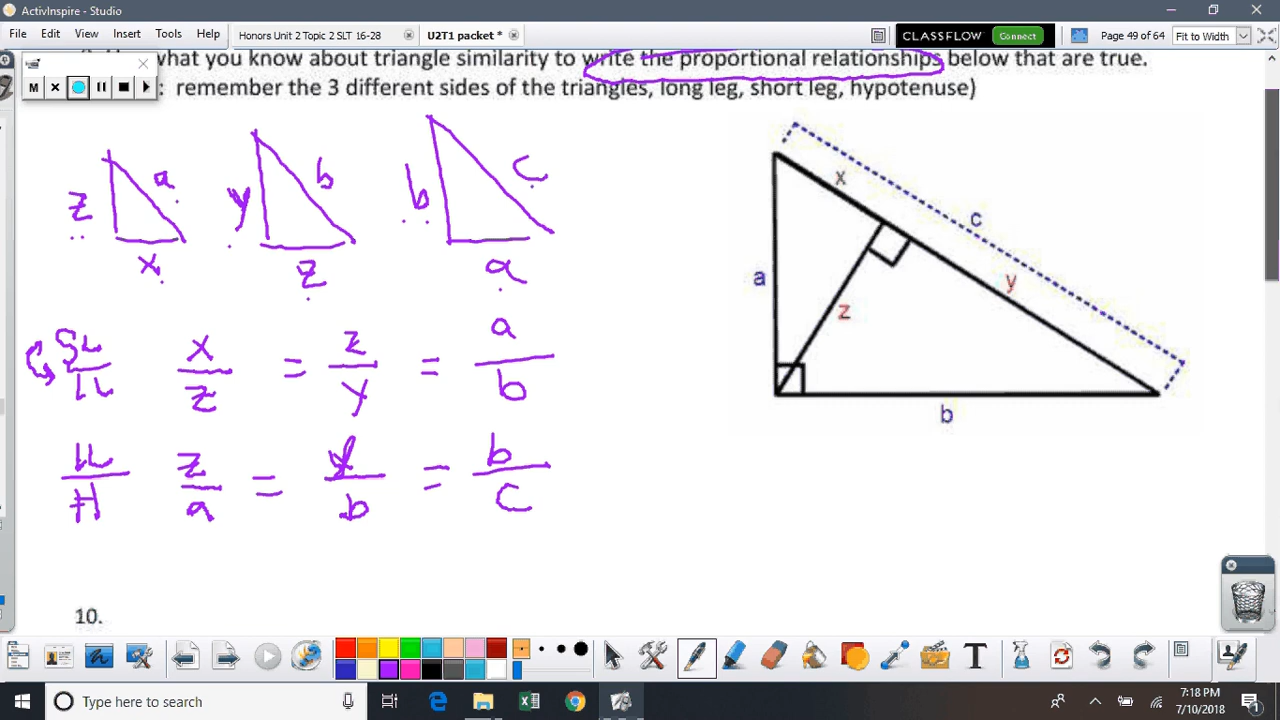 ActivInspire - Studio
File Edit View Insert Tools Help Honors Unit 2 Topic 2 SLT 16-28 U2T1 packet * CLASSFLOW Connect Page 49 of 64 Fit to Width
what you know about triangle similarity to write the proportional relationships below that are true.
: remember the 3 different sides of the triangles, long leg, short leg, hypotenuse)
M
z a x
y b z
b c a
x c a z y b
SL/LL x/z = z/y = a/b
LL/H z/a = y/b = b/c
10.
T
Type here to search
7:18 PM
7/10/2018
1